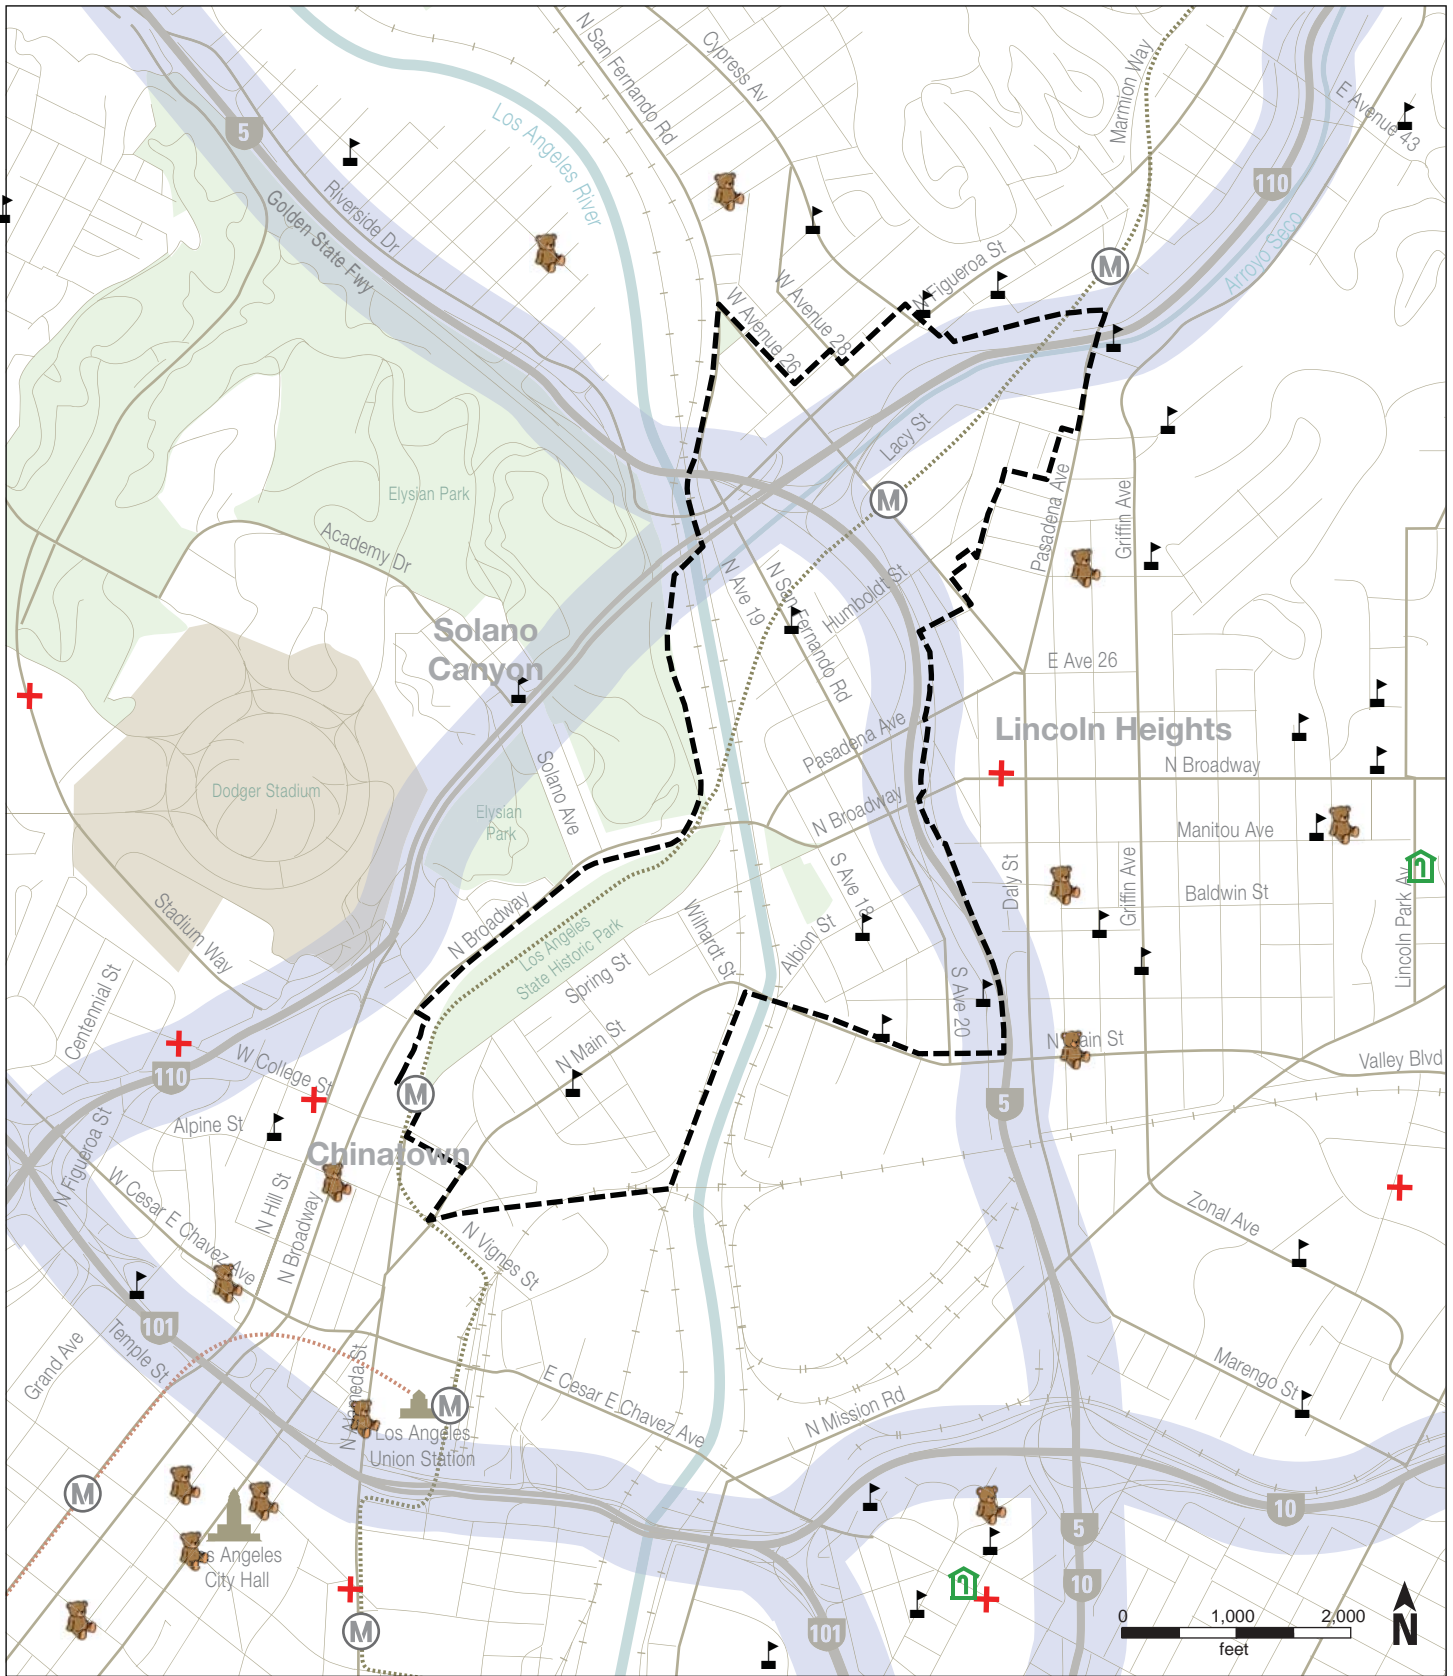 N San Fernando Rd
Cypress Av
Marmion Way
E Avenue 43
5
Los Angeles River
110
Riverside Dr
Golden State Fwy
Arroyo Seco
N Figueroa St
M
W Avenue 26
W Avenue 28
Lacy St
Elysian Park
M
Pasadena Ave
Griffin Ave
Academy Dr
N Ave 19
N San Fernando Rd
Humboldt St
Solano
Canyon
E Ave 26
Lincoln Heights
Pasadena Ave
N Broadway
Dodger Stadium
Solano Ave
Elysian
Park
N Broadway
Manitou Ave
Daly St
Griffin Ave
Baldwin St
S Ave 18
Lincoln Park Av
Stadium Way
N Broadway
Los Angeles
State Historic Park
Wilhardt St
Albion St
Spring St
S Ave 20
Centennial St
N Main St
N Main St
Valley Blvd
W College St
110
M
5
Alpine St
Chinatown
N Figueroa St
W Cesar E Chavez Ave
N Hill St
N Broadway
N Vignes St
Zonal Ave
101
Grand Ave
Temple St
N Alameda St
E Cesar E Chavez Ave
Marengo St
N Mission Rd
M
Los Angeles
Union Station
M
10
5
Los Angeles
City Hall
10
M
101
0 1,000 2,000
feet
N